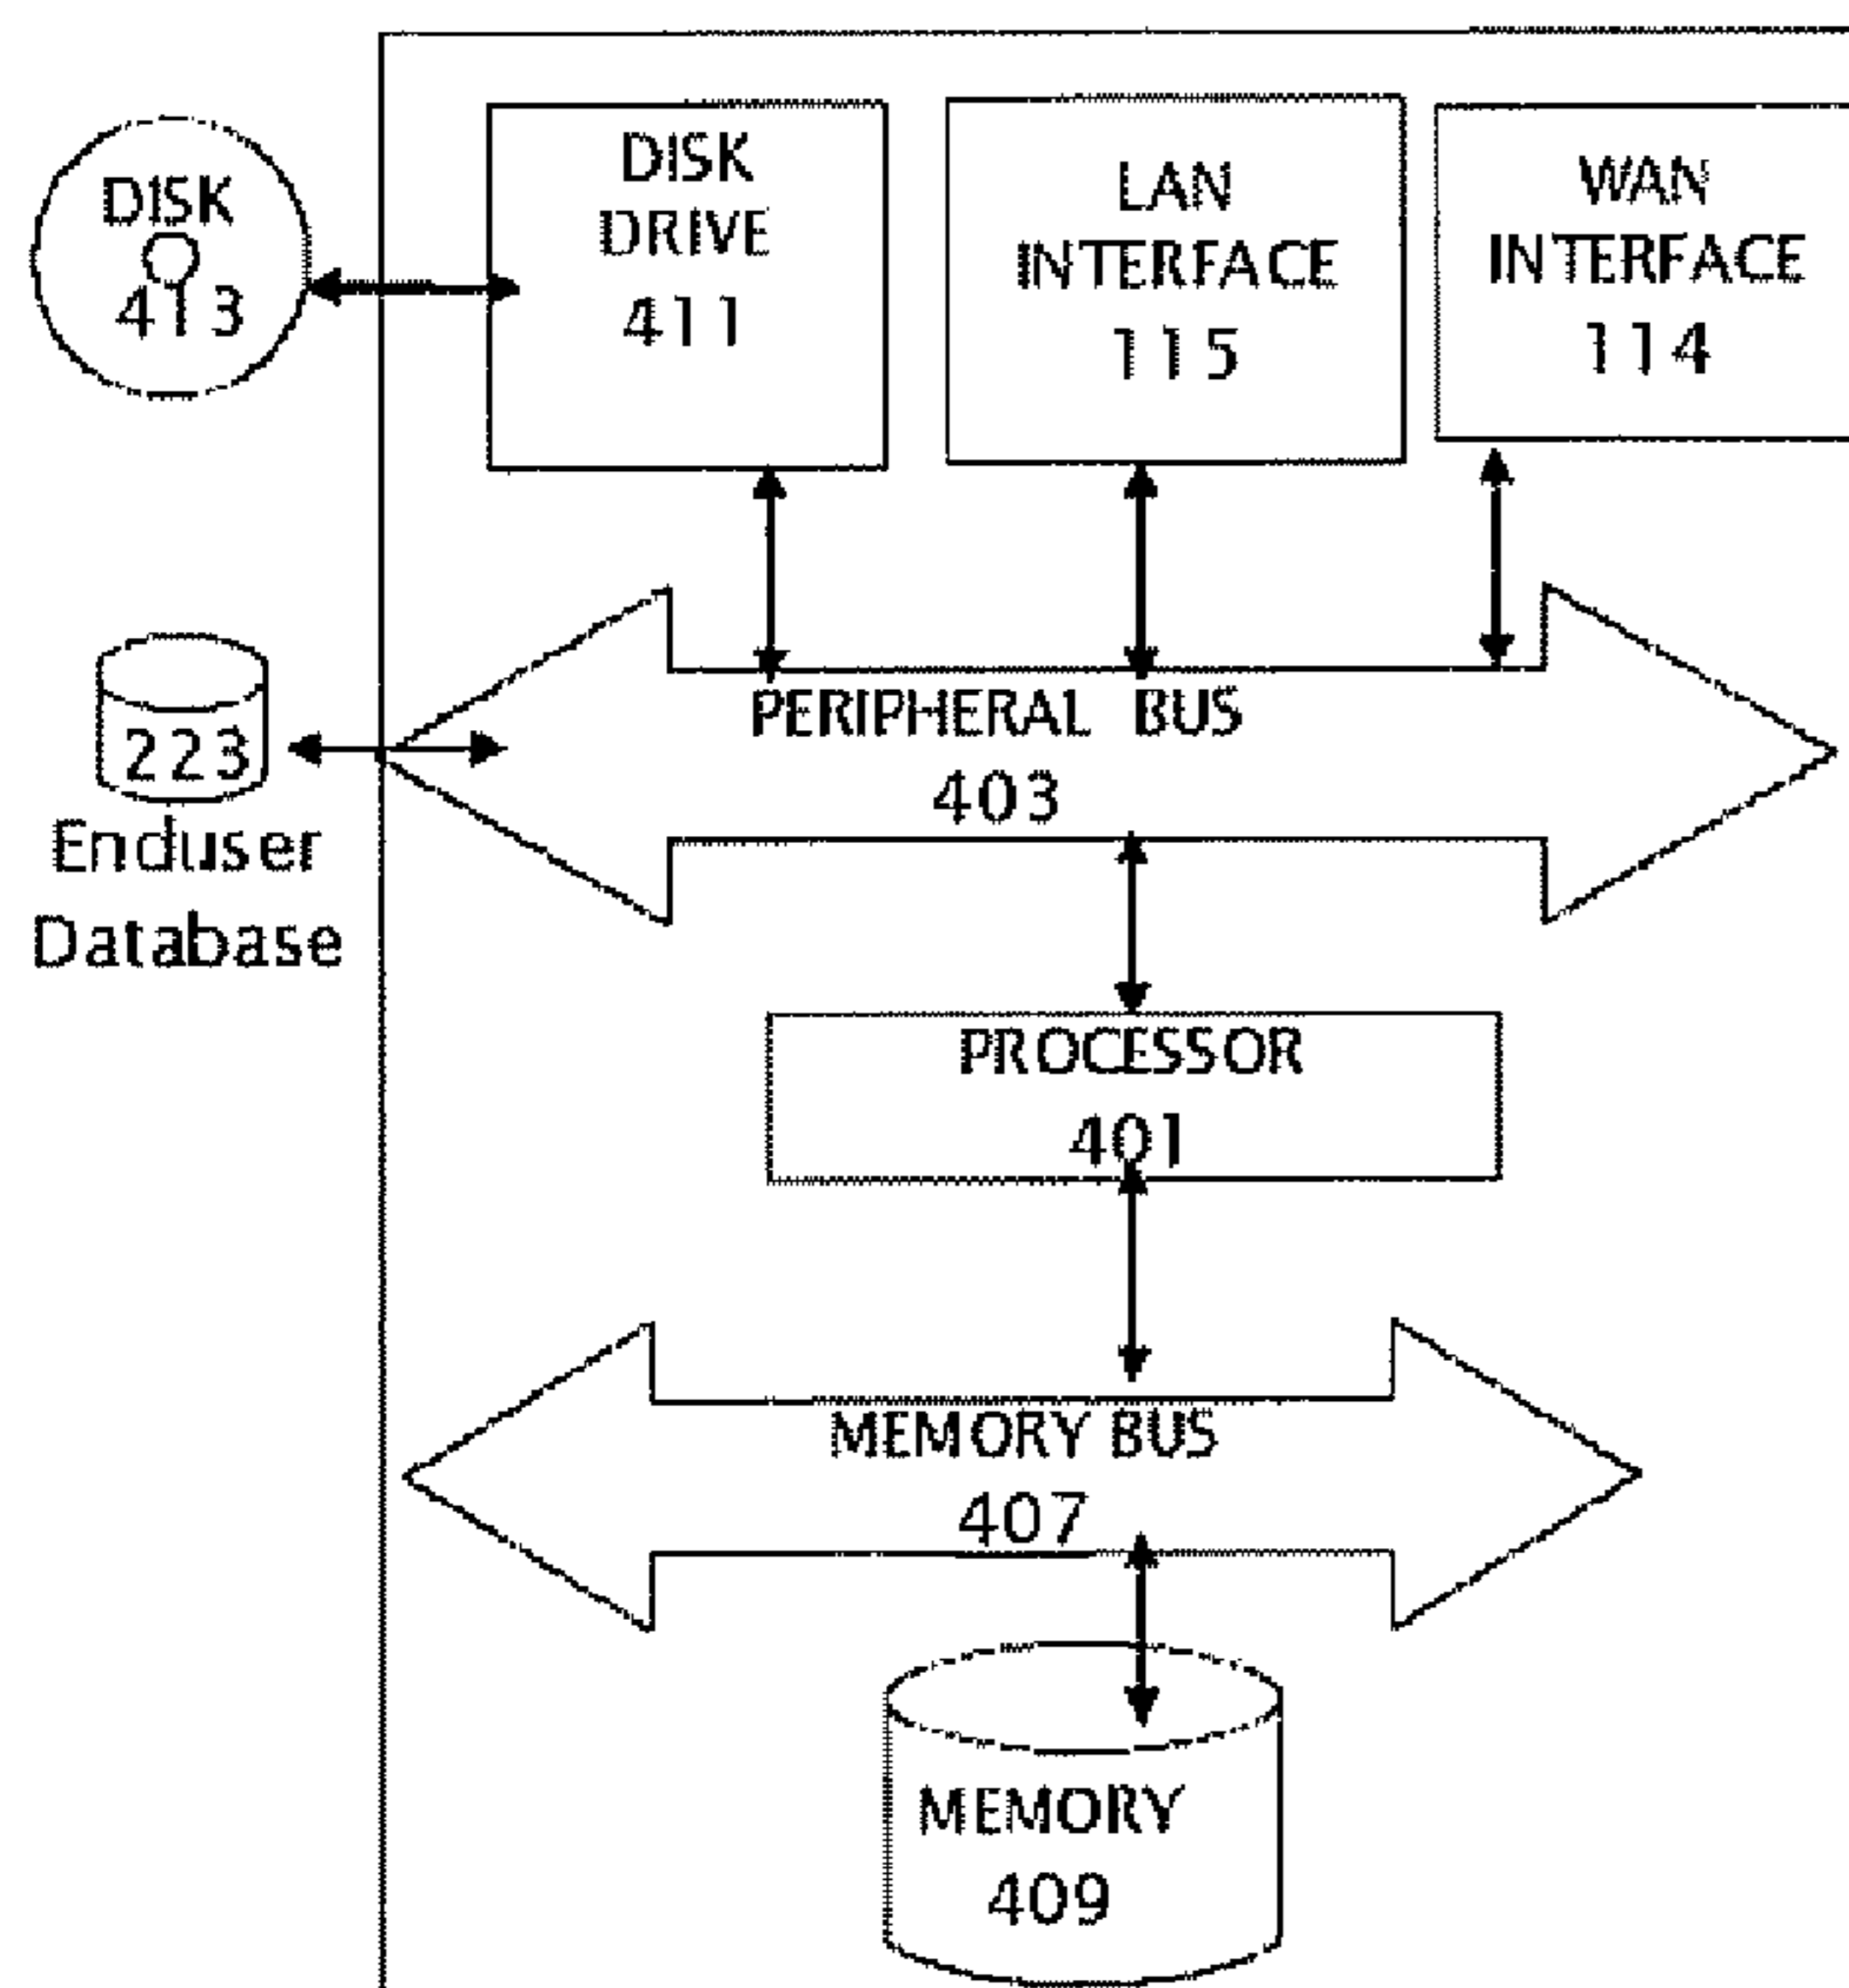 DISK
413
DISK
DRIVE
411
LAN
INTERFACE
115
WAN
INTERFACE
114
PERIPHERAL BUS
403
223
Enduser
Database
PROCESSOR
401
MEMORY BUS
407
MEMORY
409